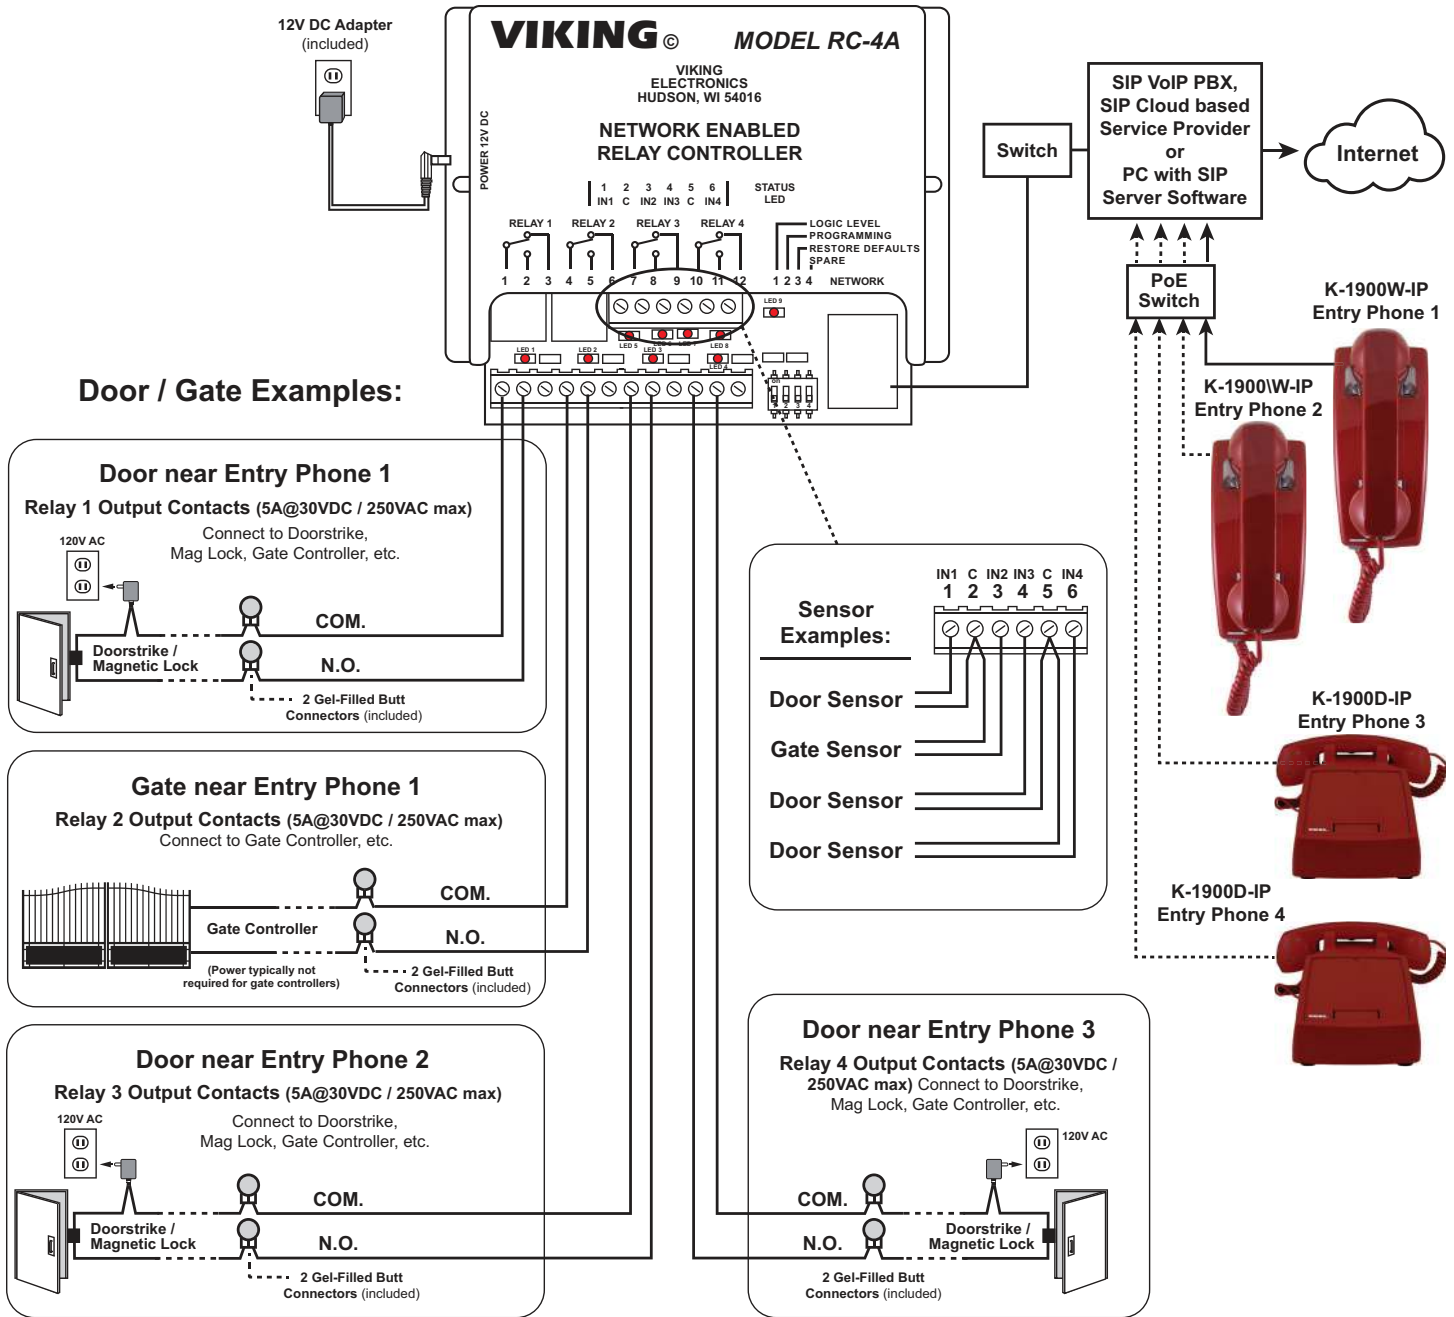 12V DC Adapter
(included)
VIKING © MODEL RC-4A
VIKING
ELECTRONICS
HUDSON, WI 54016
NETWORK ENABLED
RELAY CONTROLLER
POWER 12V DC
1 2 3 4 5 6
IN1 C IN2 IN3 C IN4
STATUS
LED
RELAY 1 RELAY 2 RELAY 3 RELAY 4
LOGIC LEVEL
PROGRAMMING
RESTORE DEFAULTS
SPARE
1 2 3 4 5 6 7 8 9 10 11 12
1 2 3 4 NETWORK
LED 9
LED 5 LED 8
LED 1 LED 2 LED 3 LED 4
on
1 2 3 4
Switch
SIP VoIP PBX,
SIP Cloud based
Service Provider
or
PC with SIP
Server Software
Internet
PoE
Switch
K-1900W-IP
Entry Phone 1
K-1900\W-IP
Entry Phone 2
K-1900D-IP
Entry Phone 3
K-1900D-IP
Entry Phone 4
Door / Gate Examples:
Door near Entry Phone 1
Relay 1 Output Contacts (5A@30VDC / 250VAC max)
Connect to Doorstrike,
Mag Lock, Gate Controller, etc.
120V AC
COM.
Doorstrike /
Magnetic Lock
N.O.
2 Gel-Filled Butt
Connectors (included)
Gate near Entry Phone 1
Relay 2 Output Contacts (5A@30VDC / 250VAC max)
Connect to Gate Controller, etc.
COM.
Gate Controller
N.O.
(Power typically not
required for gate controllers)
2 Gel-Filled Butt
Connectors (included)
Door near Entry Phone 2
Relay 3 Output Contacts (5A@30VDC / 250VAC max)
Connect to Doorstrike,
Mag Lock, Gate Controller, etc.
120V AC
COM.
Doorstrike /
Magnetic Lock
N.O.
2 Gel-Filled Butt
Connectors (included)
Sensor
Examples:
IN1 C IN2 IN3 C IN4
1 2 3 4 5 6
Door Sensor
Gate Sensor
Door Sensor
Door Sensor
Door near Entry Phone 3
Relay 4 Output Contacts (5A@30VDC /
250VAC max) Connect to Doorstrike,
Mag Lock, Gate Controller, etc.
120V AC
COM.
Doorstrike /
Magnetic Lock
N.O.
2 Gel-Filled Butt
Connectors (included)